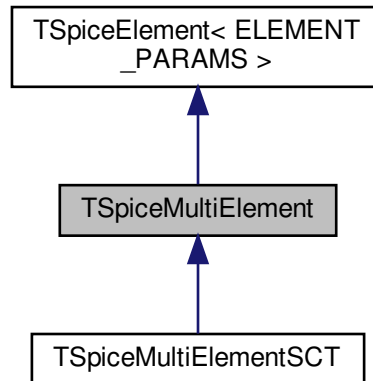 TSpiceElement< ELEMENT
_PARAMS >
TSpiceMultiElement
TSpiceMultiElementSCT